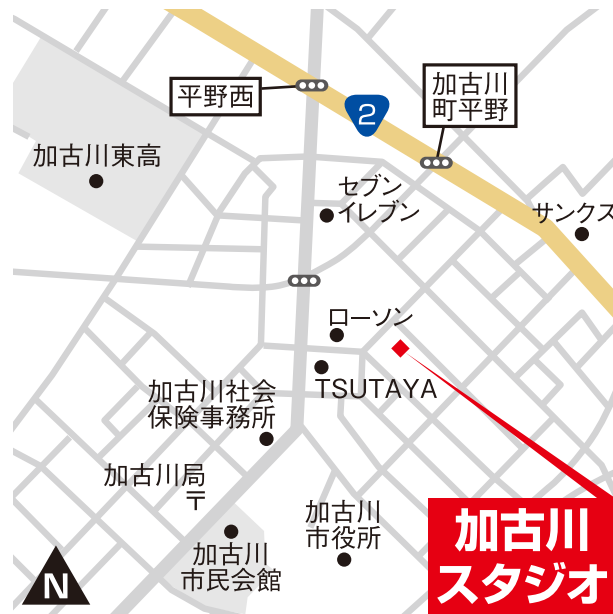 平野西
2
加古川
町平野
加古川東高
セブン
イレブン
サンクス
ローソン
TSUTAYA
加古川社会
保険事務所
加古川局
〒
加古川
市役所
加古川
市民会館
加古川
スタジオ
N